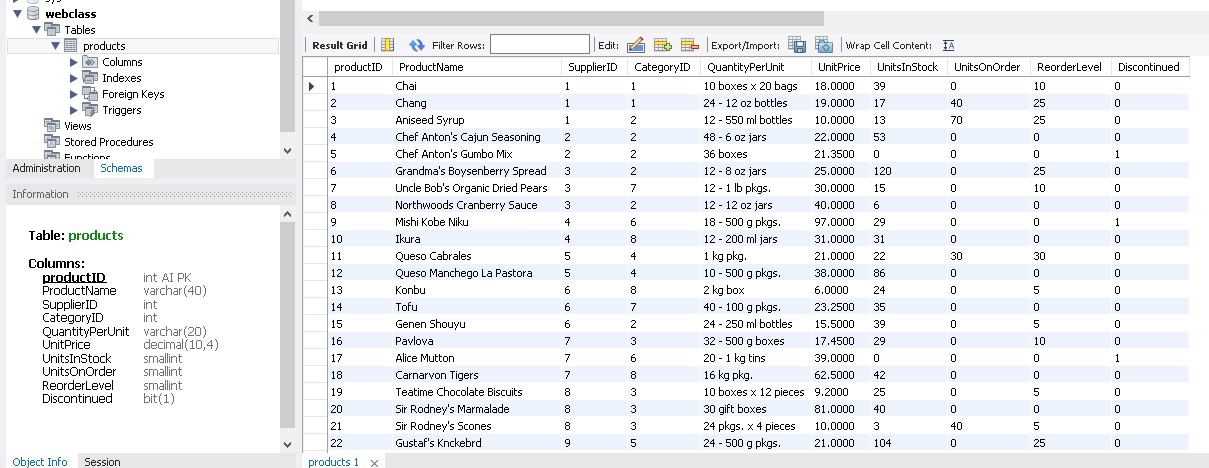 webclass
Tables
products
Columns
Indexes
Foreign Keys
Triggers
Views
Stored Procedures
Functions
Administration Schemas
Information
Table: products
Columns:
productID int AI PK
ProductName varchar(40)
SupplierID int
CategoryID int
QuantityPerUnit varchar(20)
UnitPrice decimal(10,4)
UnitsInStock smallint
UnitsOnOrder smallint
ReorderLevel smallint
Discontinued bit(1)
Object Info Session
Result Grid Filter Rows: Edit: Export/Import: Wrap Cell Content:
productID ProductName SupplierID CategoryID QuantityPerUnit UnitPrice UnitsInStock UnitsOnOrder ReorderLevel Discontinued
1 Chai 1 1 10 boxes x 20 bags 18.0000 39 0 10 0
2 Chang 1 1 24 - 12 oz bottles 19.0000 17 40 25 0
3 Aniseed Syrup 1 2 12 - 550 ml bottles 10.0000 13 70 25 0
4 Chef Anton's Cajun Seasoning 2 2 48 - 6 oz jars 22.0000 53 0 0 0
5 Chef Anton's Gumbo Mix 2 2 36 boxes 21.3500 0 0 0 1
6 Grandma's Boysenberry Spread 3 2 12 - 8 oz jars 25.0000 120 0 25 0
7 Uncle Bob's Organic Dried Pears 3 7 12 - 1 lb pkgs. 30.0000 15 0 10 0
8 Northwoods Cranberry Sauce 3 2 12 - 12 oz jars 40.0000 6 0 0 0
9 Mishi Kobe Niku 4 6 18 - 500 g pkgs. 97.0000 29 0 0 1
10 Ikura 4 8 12 - 200 ml jars 31.0000 31 0 0 0
11 Queso Cabrales 5 4 1 kg pkg. 21.0000 22 30 30 0
12 Queso Manchego La Pastora 5 4 10 - 500 g pkgs. 38.0000 86 0 0 0
13 Konbu 6 8 2 kg box 6.0000 24 0 5 0
14 Tofu 6 7 40 - 100 g pkgs. 23.2500 35 0 0 0
15 Genen Shouyu 6 2 24 - 250 ml bottles 15.5000 39 0 5 0
16 Pavlova 7 3 32 - 500 g boxes 17.4500 29 0 10 0
17 Alice Mutton 7 6 20 - 1 kg tins 39.0000 0 0 0 1
18 Carnarvon Tigers 7 8 16 kg pkg. 62.5000 42 0 0 0
19 Teatime Chocolate Biscuits 8 3 10 boxes x 12 pieces 9.2000 25 0 5 0
20 Sir Rodney's Marmalade 8 3 30 gift boxes 81.0000 40 0 0 0
21 Sir Rodney's Scones 8 3 24 pkgs. x 4 pieces 10.0000 3 40 5 0
22 Gustaf's Knckebrd 9 5 24 - 500 g pkgs. 21.0000 104 0 25 0
products 1